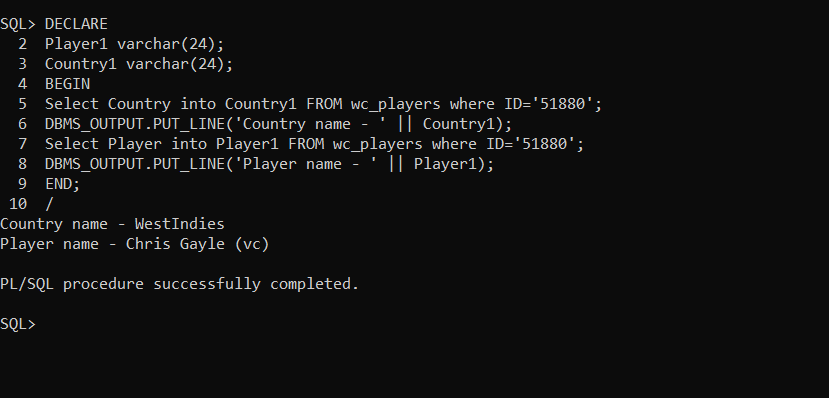 SQL> DECLARE
  2  Player1 varchar(24);
  3  Country1 varchar(24);
  4  BEGIN
  5  Select Country into Country1 FROM wc_players where ID='51880';
  6  DBMS_OUTPUT.PUT_LINE('Country name - ' || Country1);
  7  Select Player into Player1 FROM wc_players where ID='51880';
  8  DBMS_OUTPUT.PUT_LINE('Player name - ' || Player1);
  9  END;
 10  /
Country name - WestIndies
Player name - Chris Gayle (vc)

PL/SQL procedure successfully completed.

SQL>